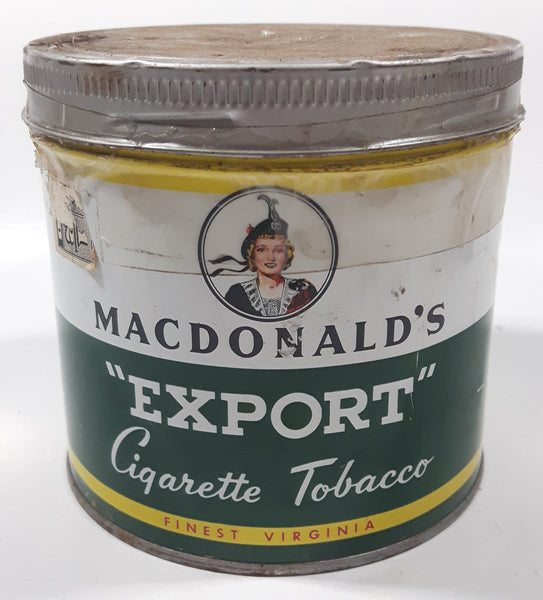 MACDONALD'S
"EXPORT"
Cigarette Tobacco
FINEST VIRGINIA